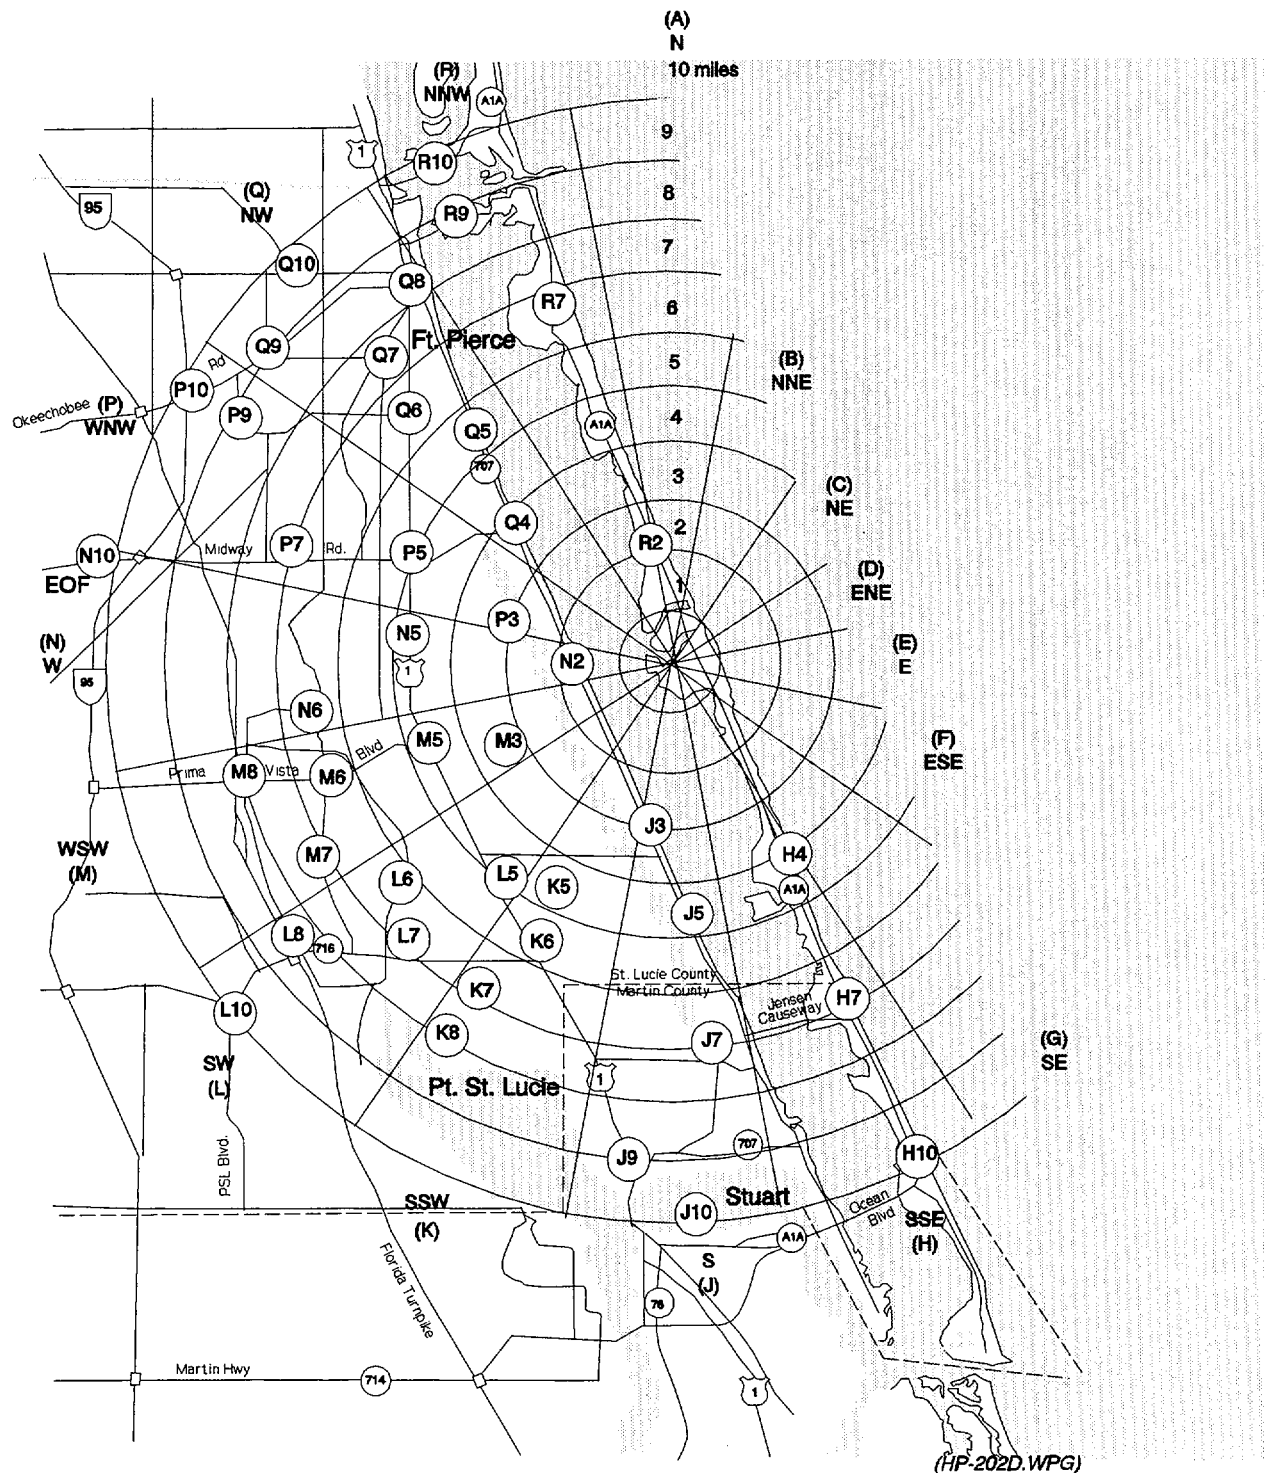 (A)
N
10 miles
(R)
NNW
A1A
9
1
R10
8
(Q)
NW
95
R9
7
Q10
Q8
R7
6
Ft. Pierce
Q9
Q7
5
(B)
NNE
Rd
P10
Okeechobee
(P)
WNW
P9
Q6
Q5
A1A
4
707
3
(C)
NE
Q4
2
R2
N10
Midway
P7
Rd.
P5
EOF
1
(D)
ENE
P3
N5
(N)
W
(E)
E
N2
1
95
N6
M5
M3
Blvd
(F)
ESE
Prima
M8
Vista
M6
J3
WSW
(M)
M7
H4
L6
L5
K5
A1A
J5
L8
716
L7
K6
St. Lucie County
Martin County
K7
Jensen
Causeway
H7
L10
K8
J7
(G)
SE
SW
(L)
Pt. St. Lucie
1
707
J9
H10
PSL Blvd.
SSW
(K)
Stuart
J10
Ocean
Blvd
SSE
(H)
A1A
S
(J)
Florida Turnpike
76
Martin Hwy
714
1
(HP-202D.WPG)